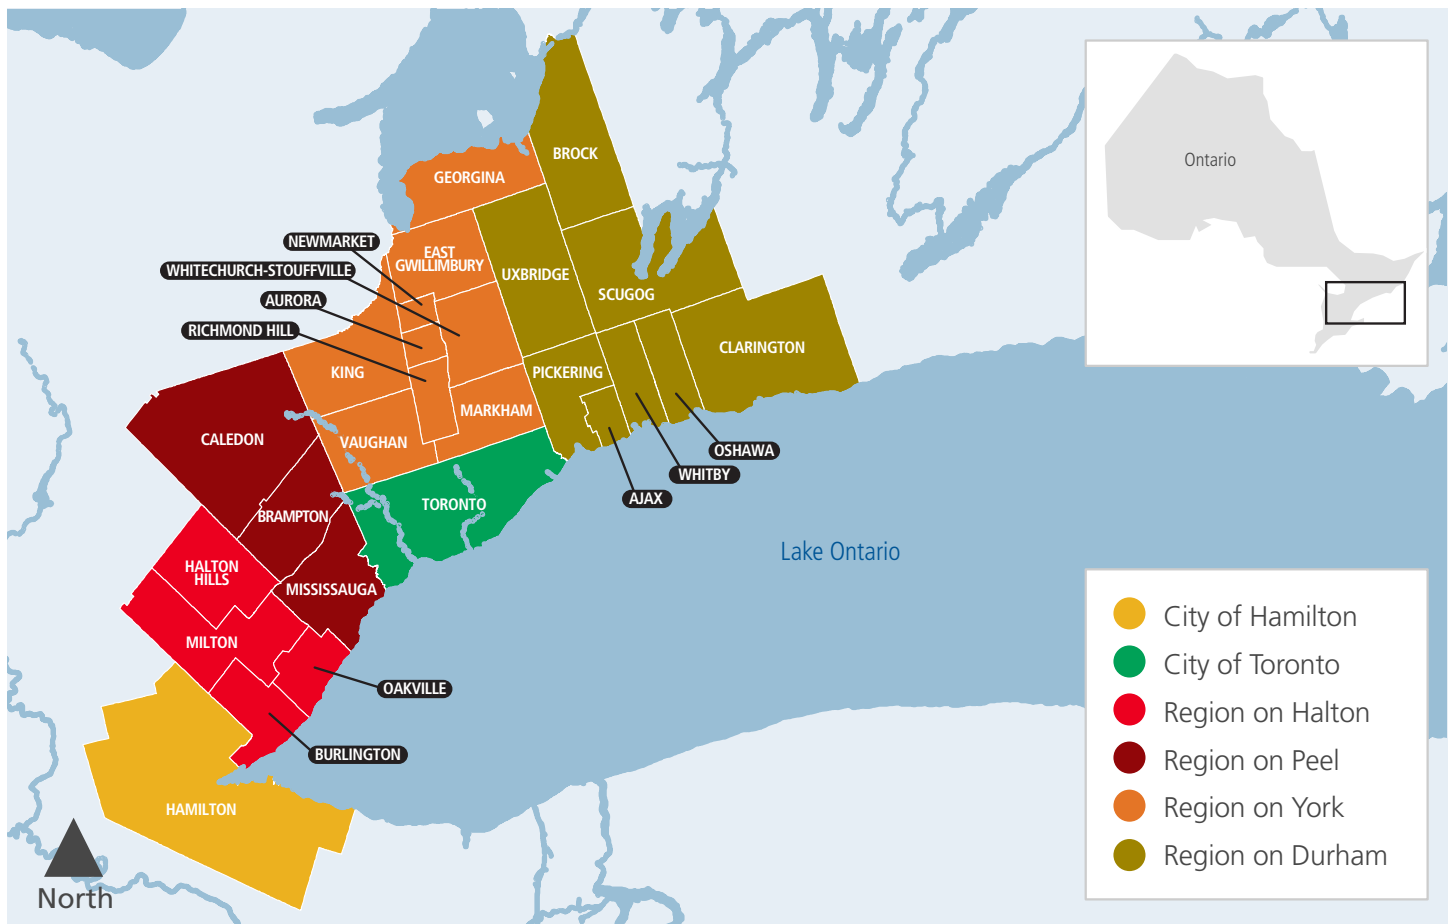 BROCK
GEORGINA
NEWMARKET
EAST
GWILLIMBURY
WHITECHURCH-STOUFFVILLE
UXBRIDGE
SCUGOG
AURORA
RICHMOND HILL
KING
PICKERING
CLARINGTON
MARKHAM
CALEDON
VAUGHAN
OSHAWA
WHITBY
AJAX
TORONTO
BRAMPTON
HALTON
HILLS
MISSISSAUGA
MILTON
OAKVILLE
BURLINGTON
HAMILTON
Lake Ontario
North
Ontario
City of Hamilton
City of Toronto
Region on Halton
Region on Peel
Region on York
Region on Durham